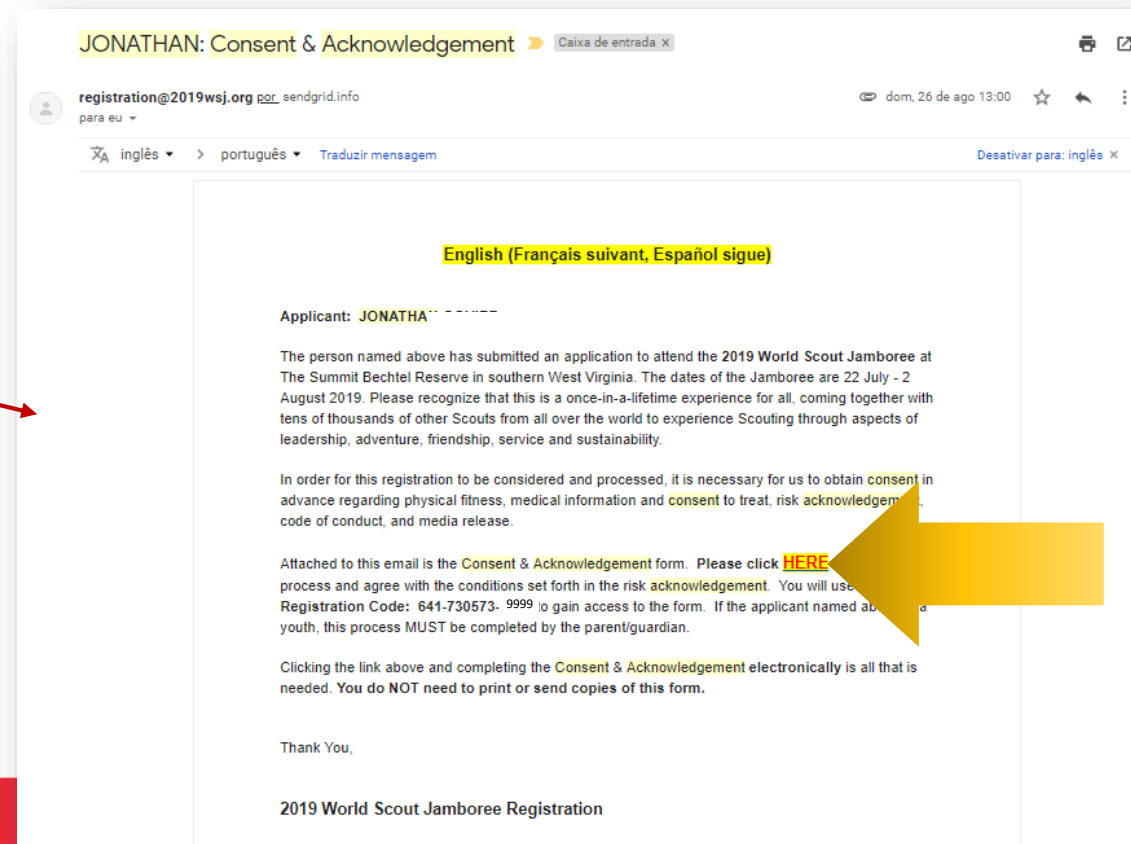 JONATHAN: Consent & Acknowledgement Caixa de entrada x
registration@2019wsj.org por sendgrid.info dom, 26 de ago 13:00
para eu
inglês > português Traduzir mensagem Desativar para: inglês x
English (Français suivant, Español sigue)
Applicant: JONATHA
The person named above has submitted an application to attend the 2019 World Scout Jamboree at
The Summit Bechtel Reserve in southern West Virginia. The dates of the Jamboree are 22 July - 2
August 2019. Please recognize that this is a once-in-a-lifetime experience for all, coming together with
tens of thousands of other Scouts from all over the world to experience Scouting through aspects of
leadership, adventure, friendship, service and sustainability.
In order for this registration to be considered and processed, it is necessary for us to obtain consent in
advance regarding physical fitness, medical information and consent to treat, risk acknowledgem ,
code of conduct, and media release.
Attached to this email is the Consent & Acknowledgement form. Please click HERE
process and agree with the conditions set forth in the risk acknowledgement. You will use
Registration Code: 641-730573- 9999 to gain access to the form. If the applicant named ab a
youth, this process MUST be completed by the parent/guardian.
Clicking the link above and completing the Consent & Acknowledgement electronically is all that is
needed. You do NOT need to print or send copies of this form.
Thank You,
2019 World Scout Jamboree Registration